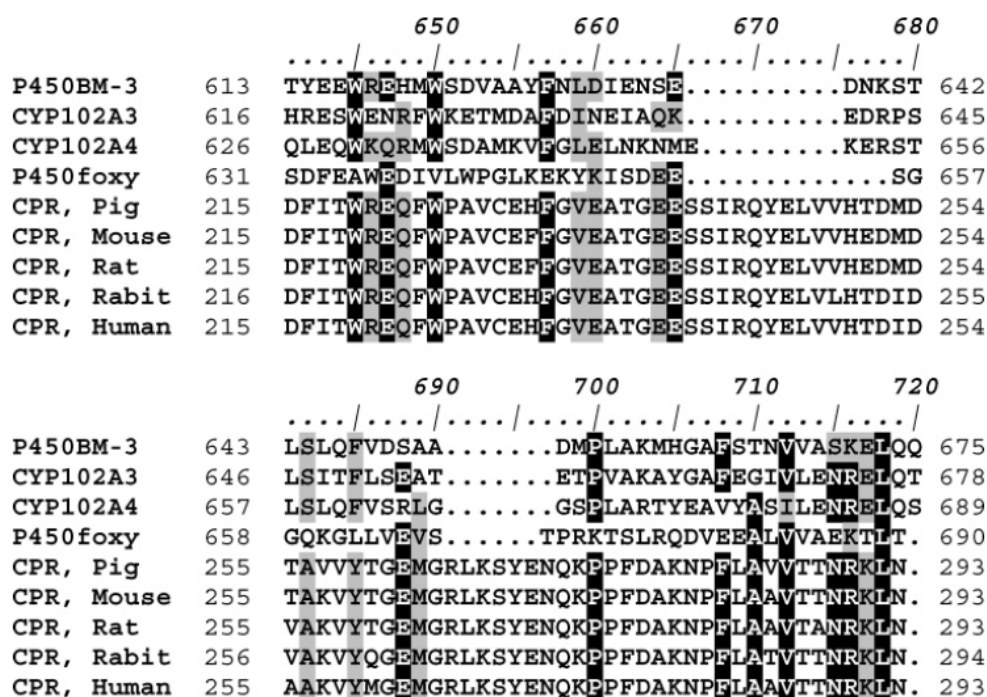 650 660 670 680
....|....|....|....|....|....|....|....|
P450BM-3 613 TYEEWREHMWSDVAAYFNLDIENSE..........DNKST 642
CYP102A3 616 HRESWENRFWKETMDAFDINEIAQK..........EDRPS 645
CYP102A4 626 QLEQWKQRMWSDAMKVFGLELNKNME.........KERST 656
P450foxy 631 SDFEAWEDIVLWPGLKEKYKISDEE.............SG 657
CPR, Pig 215 DFITWREQFWPAVCEHFGVEATGEESSIRQYELVVHTDMD 254
CPR, Mouse 215 DFITWREQFWPAVCEFFGVEATGEESSIRQYELVVHEDMD 254
CPR, Rat 215 DFITWREQFWPAVCEFFGVEATGEESSIRQYELVVHEDMD 254
CPR, Rabit 216 DFITWREQFWPAVCEHFGVEATGEESSIRQYELVLHTDID 255
CPR, Human 215 DFITWREQFWPAVCEHFGVEATGEESSIRQYELVVHTDID 254
690 700 710 720
....|....|....|....|....|....|....|....|
P450BM-3 643 LSLQFVDSAA.......DMPLAKMHGAFSTNVVASKELQQ 675
CYP102A3 646 LSITFLSEAT.......ETPVAKAYGAFEGIVLENRELQT 678
CYP102A4 657 LSLQFVSRLG.......GSPLARTYEAVYASILENRELQS 689
P450foxy 658 GQKGLLVEVS.......TPRKTSLRQDVEEALVVAEKTLT. 690
CPR, Pig 255 TAVVYTGEMGRLKSYENQKPPFDAKNPFLAVVTTNRKLN. 293
CPR, Mouse 255 TAKVYTGEMGRLKSYENQKPPFDAKNPFLAAVTTNRKLN. 293
CPR, Rat 255 VAKVYTGEMGRLKSYENQKPPFDAKNPFLAAVTANRKLN. 293
CPR, Rabit 256 VAKVYQGEMGRLKSYENQKPPFDAKNPFLATVTTNRKLN. 294
CPR, Human 255 AAKVYMGEMGRLKSYENQKPPFDAKNPFLAAVTTNRKLN. 293